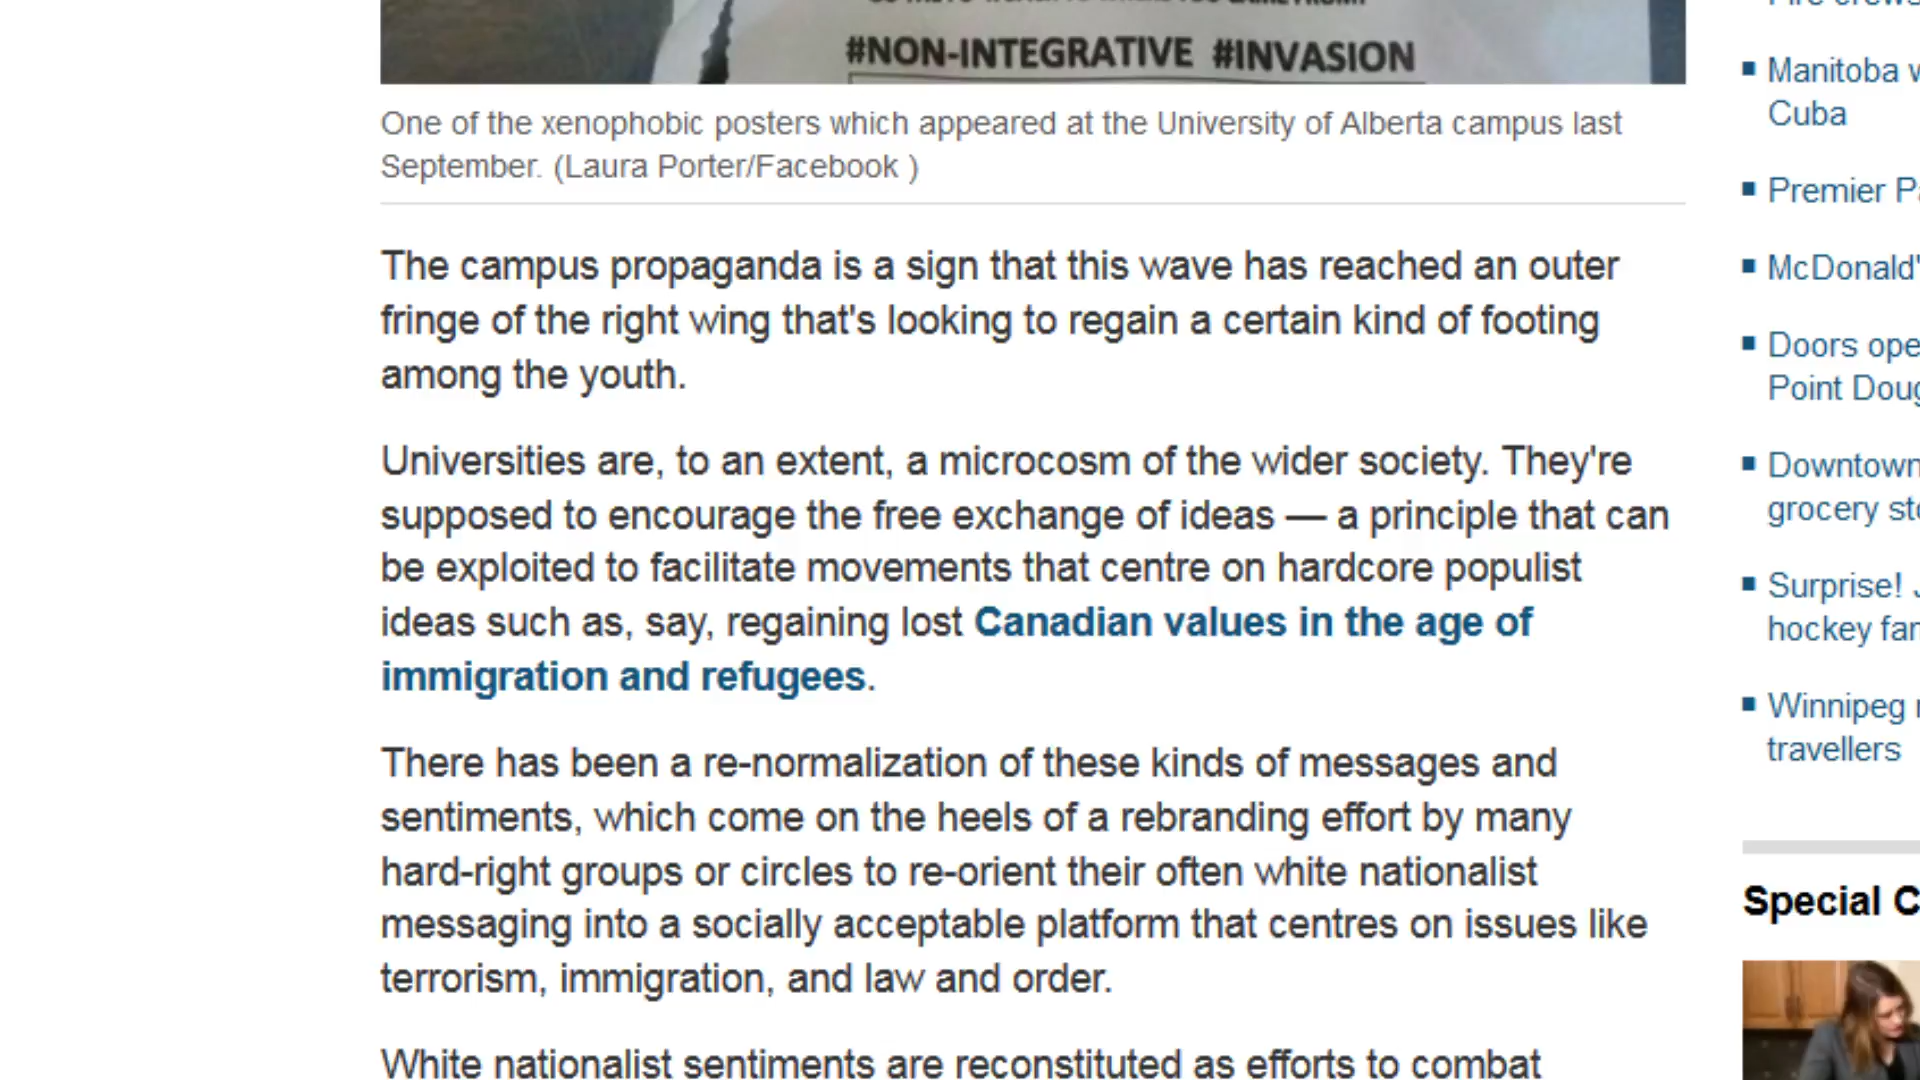 #NON-INTEGRATIVE #INVASION
One of the xenophobic posters which appeared at the University of Alberta campus last
September. (Laura Porter/Facebook )
The campus propaganda is a sign that this wave has reached an outer
fringe of the right wing that's looking to regain a certain kind of footing
among the youth.
Universities are, to an extent, a microcosm of the wider society. They're
supposed to encourage the free exchange of ideas — a principle that can
be exploited to facilitate movements that centre on hardcore populist
ideas such as, say, regaining lost Canadian values in the age of
immigration and refugees.
There has been a re-normalization of these kinds of messages and
sentiments, which come on the heels of a rebranding effort by many
hard-right groups or circles to re-orient their often white nationalist
messaging into a socially acceptable platform that centres on issues like
terrorism, immigration, and law and order.
White nationalist sentiments are reconstituted as efforts to combat
Manitoba
Cuba
Premier
McDonald'
Doors
Point
Downtown
grocery
Surprise!
hockey
Winnipeg
travellers
Special